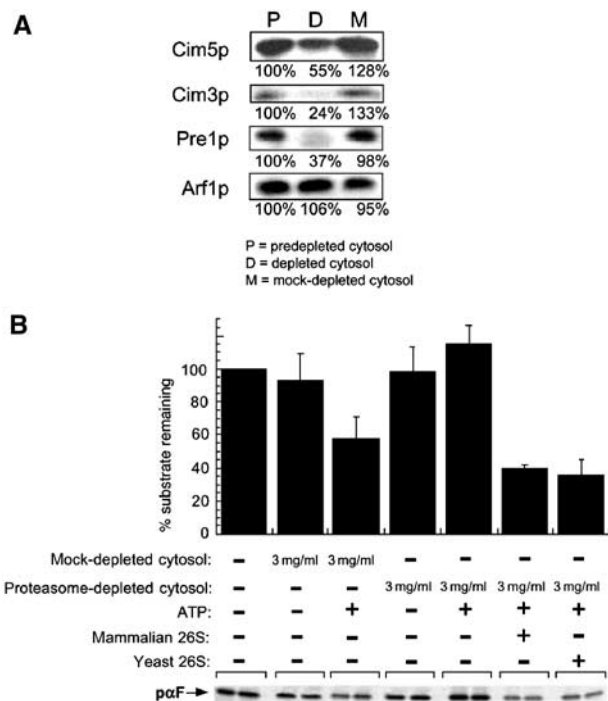 A
P D M
Cim5p
100% 55% 128%
Cim3p
100% 24% 133%
Pre1p
100% 37% 98%
Arf1p
100% 106% 95%
P = predepleted cytosol
D = depleted cytosol
M = mock-depleted cytosol
B
% substrate remaining
100
80
60
40
20
0
Mock-depleted cytosol: - 3 mg/ml 3 mg/ml - - - -
Proteasome-depleted cytosol: - - - 3 mg/ml 3 mg/ml 3 mg/ml 3 mg/ml
ATP: - - + - + + +
Mammalian 26S: - - - - - + -
Yeast 26S: - - - - - - +
pαF